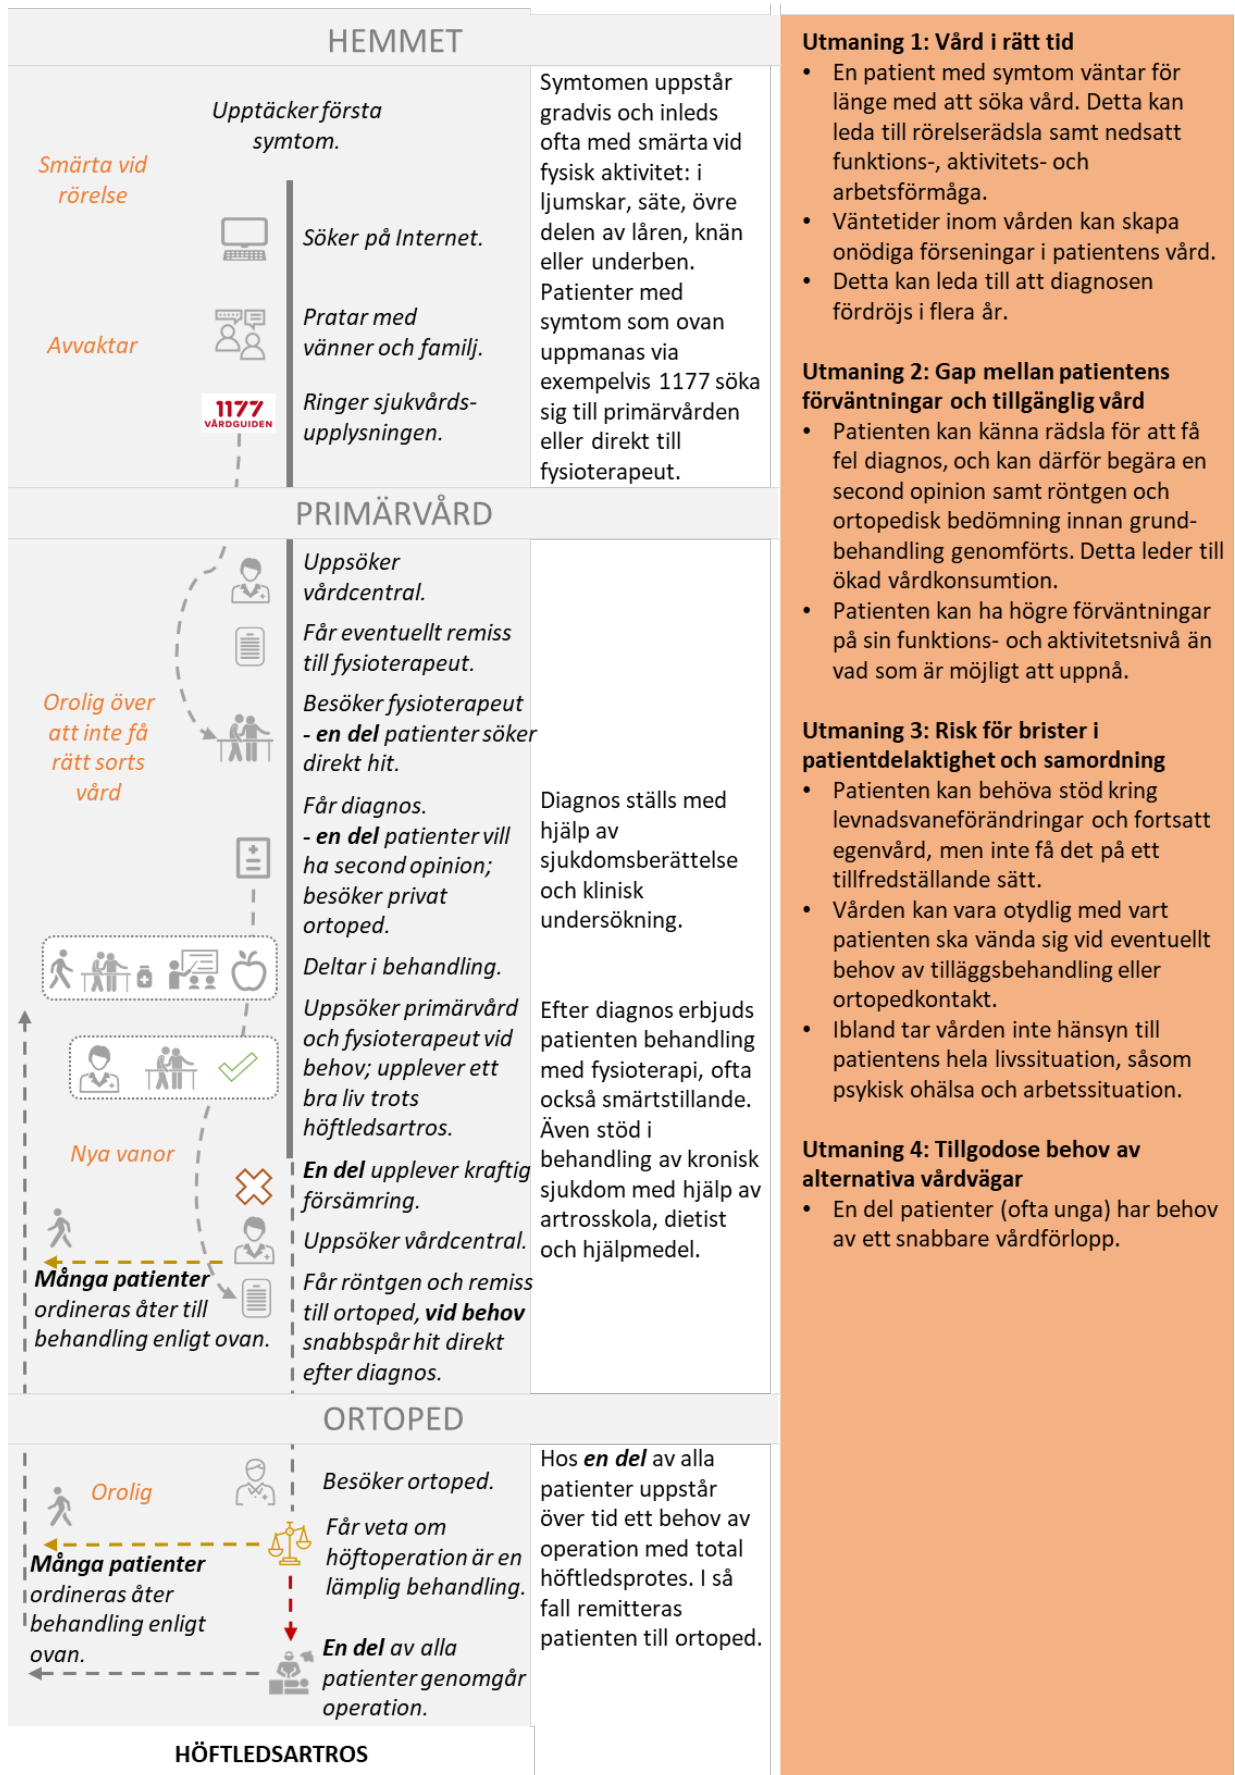 HEMMET
Upptäcker första
symtom.
Smärta vid
rörelse
Söker på Internet.
Pratar med
vänner och familj.
Avvaktar
1177
VÅRDGUIDEN
Ringer sjukvårds-
upplysningen.
Symtomen uppstår
gradvis och inleds
ofta med smärta vid
fysisk aktivitet: i
ljumskar, säte, övre
delen av låren, knän
eller underben.
Patienter med
symtom som ovan
uppmanas via
exempelvis 1177 söka
sig till primärvården
eller direkt till
fysioterapeut.
PRIMÄRVÅRD
Uppsöker
vårdcentral.
Får eventuellt remiss
till fysioterapeut.
Orolig över
att inte få
rätt sorts
vård
Besöker fysioterapeut
- en del patienter söker
direkt hit.
Får diagnos.
- en del patienter vill
ha second opinion;
besöker privat
ortoped.
Deltar i behandling.
Uppsöker primärvård
och fysioterapeut vid
behov; upplever ett
bra liv trots
höftledsartros.
Nya vanor
En del upplever kraftig
försämring.
Uppsöker vårdcentral.
Många patienter
ordineras åter till
behandling enligt ovan.
Får röntgen och remiss
till ortoped, vid behov
snabbspår hit direkt
efter diagnos.
Diagnos ställs med
hjälp av
sjukdomsberättelse
och klinisk
undersökning.
Efter diagnos erbjuds
patienten behandling
med fysioterapi, ofta
också smärtstillande.
Även stöd i
behandling av kronisk
sjukdom med hjälp av
artrosskola, dietist
och hjälpmedel.
ORTOPED
Orolig
Besöker ortoped.
Får veta om
höftoperation är en
lämplig behandling.
Många patienter
ordineras åter
behandling enligt
ovan.
En del av alla
patienter genomgår
operation.
Hos en del av alla
patienter uppstår
över tid ett behov av
operation med total
höftledsprotes. I så
fall remitteras
patienten till ortoped.
HÖFTLEDSARTROS
Utmaning 1: Vård i rätt tid
• En patient med symtom väntar för
länge med att söka vård. Detta kan
leda till rörelserädsla samt nedsatt
funktions-, aktivitets- och
arbetsförmåga.
• Väntetider inom vården kan skapa
onödiga förseningar i patientens vård.
• Detta kan leda till att diagnosen
fördröjs i flera år.
Utmaning 2: Gap mellan patientens
förväntningar och tillgänglig vård
• Patienten kan känna rädsla för att få
fel diagnos, och kan därför begära en
second opinion samt röntgen och
ortopedisk bedömning innan grund-
behandling genomförts. Detta leder till
ökad vårdkonsumtion.
• Patienten kan ha högre förväntningar
på sin funktions- och aktivitetsnivå än
vad som är möjligt att uppnå.
Utmaning 3: Risk för brister i
patientdelaktighet och samordning
• Patienten kan behöva stöd kring
levnadsvaneförändringar och fortsatt
egenvård, men inte få det på ett
tillfredställande sätt.
• Vården kan vara otydlig med vart
patienten ska vända sig vid eventuellt
behov av tilläggsbehandling eller
ortopedkontakt.
• Ibland tar vården inte hänsyn till
patientens hela livssituation, såsom
psykisk ohälsa och arbetssituation.
Utmaning 4: Tillgodose behov av
alternativa vårdvägar
• En del patienter (ofta unga) har behov
av ett snabbare vårdförlopp.